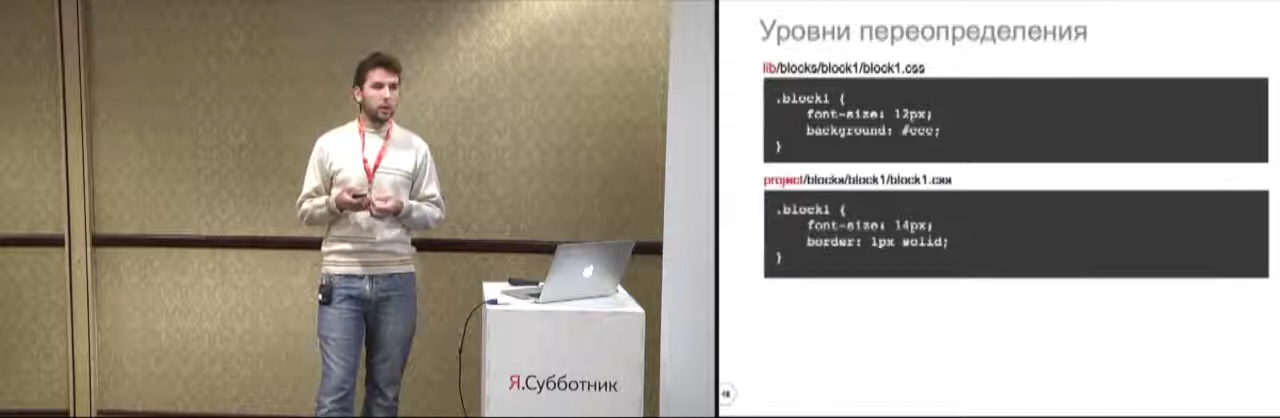 Уровни переопределения
lib/blocks/block1/block1.css
.block1 {
font-size: 12px;
background: #ccc;
}
project/blocks/block1/block1.css
.block1 {
font-size: 14px;
border: 1px solid;
}
Я.Субботник